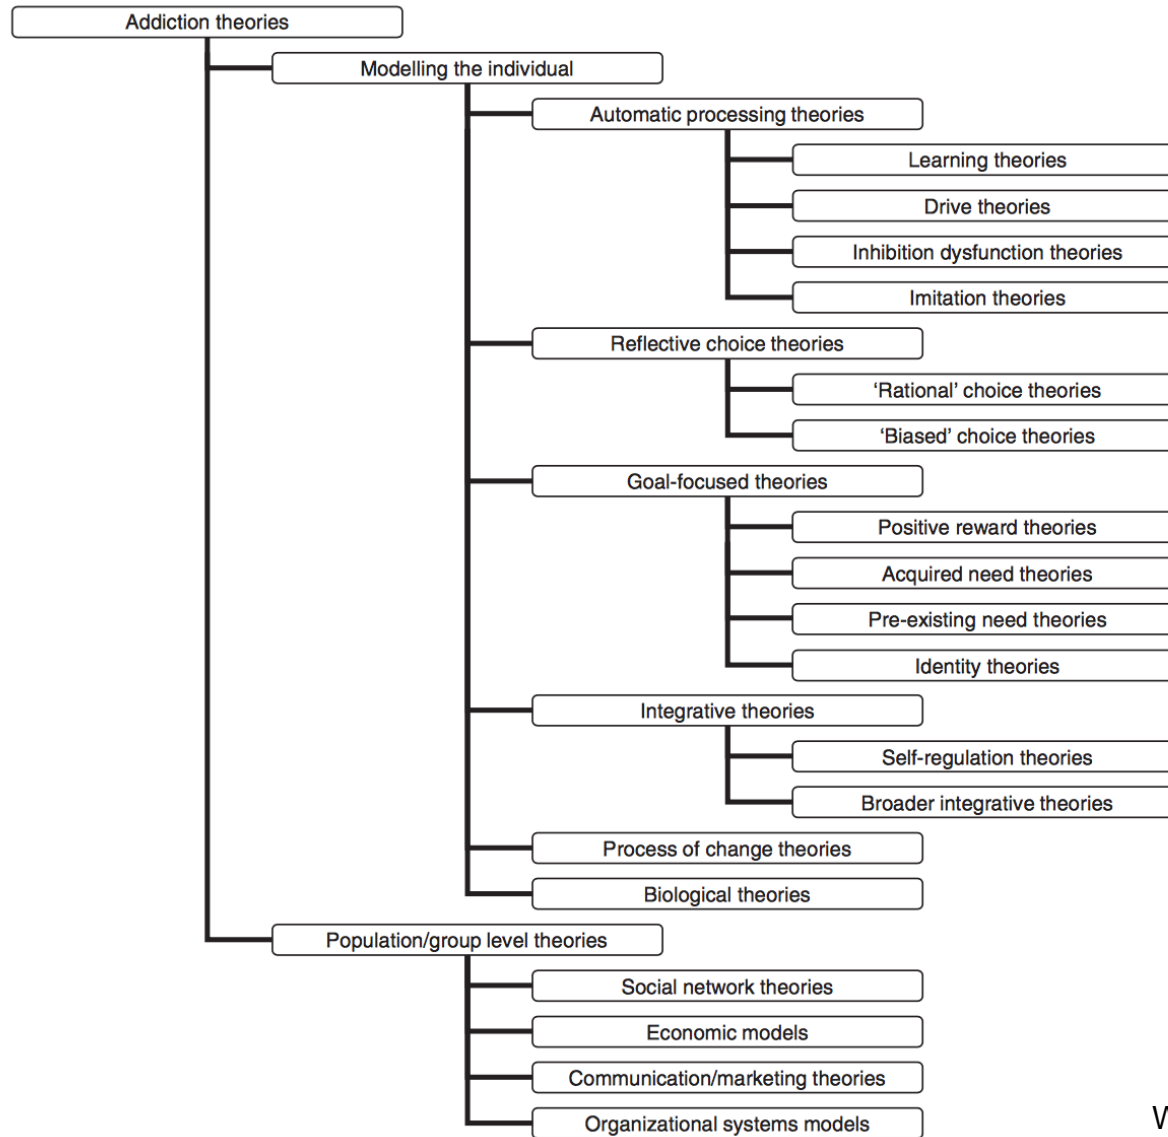 Addiction theories
Modelling the individual
Automatic processing theories
Learning theories
Drive theories
Inhibition dysfunction theories
Imitation theories
Reflective choice theories
‘Rational’ choice theories
‘Biased’ choice theories
Goal-focused theories
Positive reward theories
Acquired need theories
Pre-existing need theories
Identity theories
Integrative theories
Self-regulation theories
Broader integrative theories
Process of change theories
Biological theories
Population/group level theories
Social network theories
Economic models
Communication/marketing theories
Organizational systems models